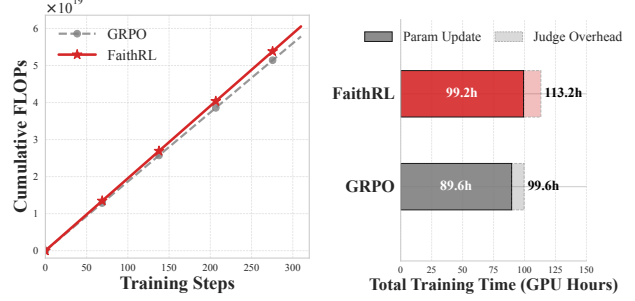 ×10¹⁹
6
5
4
3
2
1
0
Cumulative FLOPs
GRPO
FaithRL
0 50 100 150 200 250 300
Training Steps
Param Update
Judge Overhead
FaithRL
99.2h
113.2h
GRPO
89.6h
99.6h
0 25 50 75 100 125 150
Total Training Time (GPU Hours)